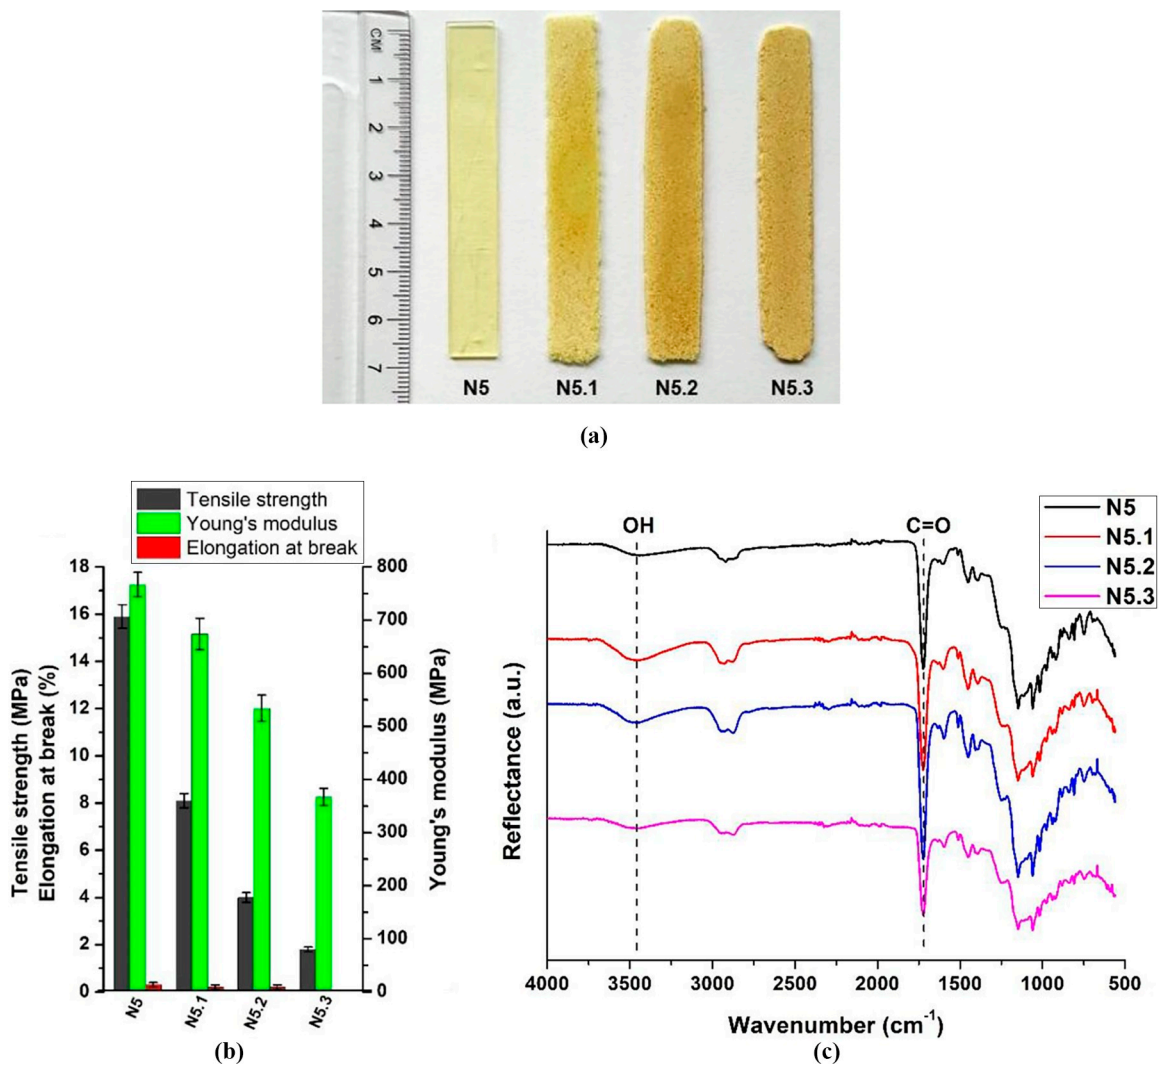 CM
1
2
3
4
5
6
7
N5
N5.1
N5.2
N5.3
(a)
Tensile strength
Young's modulus
Elongation at break
Tensile strength (MPa)
Elongation at break (%)
18
16
14
12
10
8
6
4
2
0
800
700
600
500
400
300
200
100
0
Young's modulus (MPa)
N5
N5.1
N5.2
N5.3
(b)
OH
C=O
N5
N5.1
N5.2
N5.3
Reflectance (a.u.)
4000 3500 3000 2500 2000 1500 1000 500
Wavenumber (cm⁻¹)
(c)